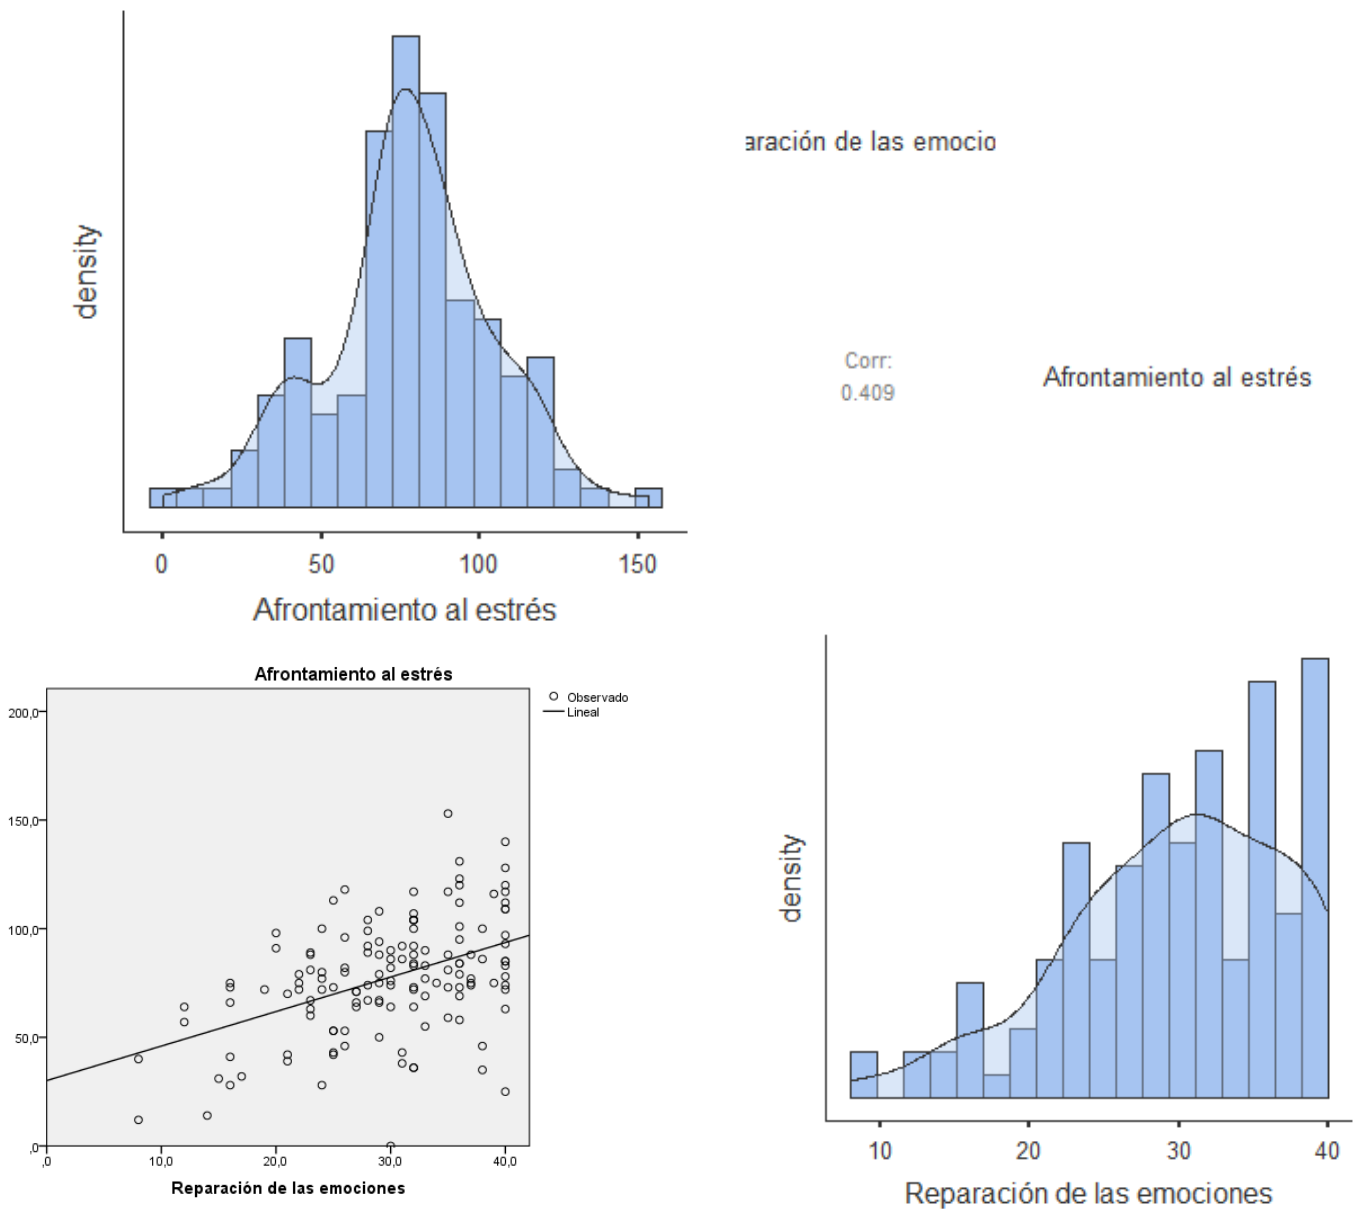 density
0 50 100 150
Afrontamiento al estrés
aración de las emocio
Corr:
0.409
Afrontamiento al estrés
Afrontamiento al estrés
Observado
Lineal
200,0
150,0
100,0
50,0
,0
,0 10,0 20,0 30,0 40,0
Reparación de las emociones
density
10 20 30 40
Reparación de las emociones